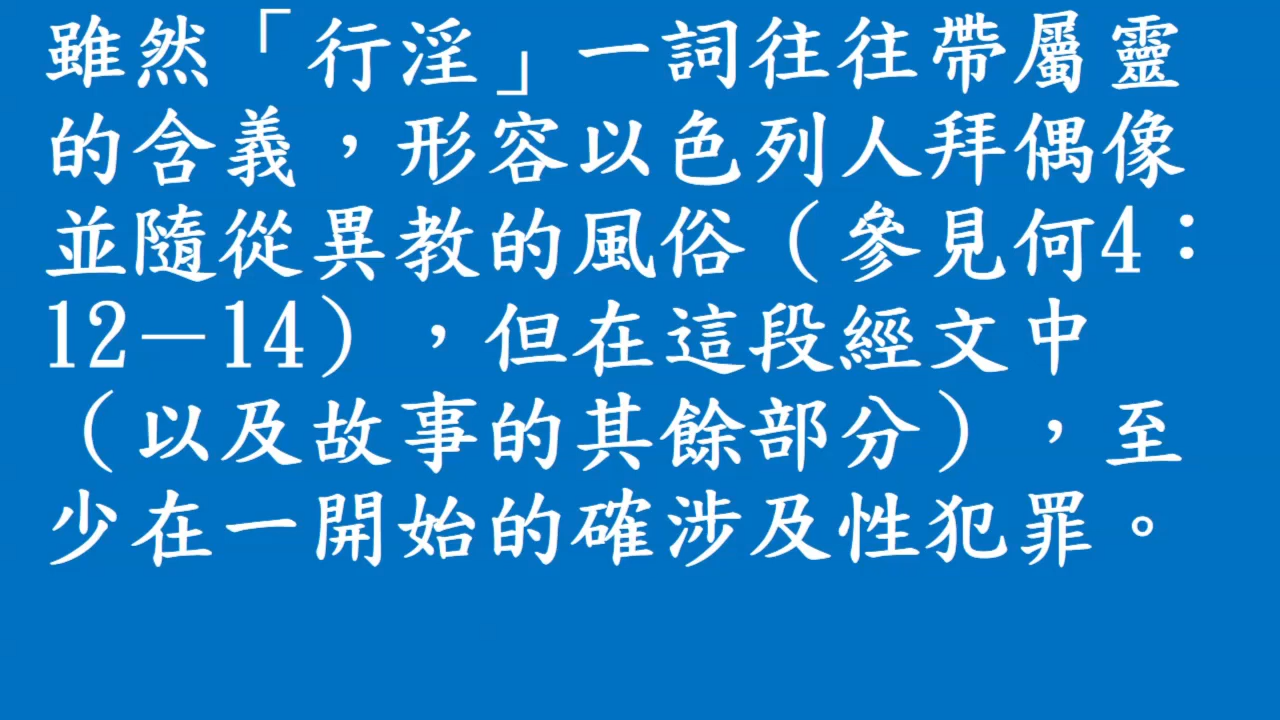 雖然「行淫」一詞往往帶屬靈
的含義，形容以色列人拜偶像
並隨從異教的風俗（參見何4：
12－14），但在這段經文中
（以及故事的其餘部分），至
少在一開始的確涉及性犯罪。